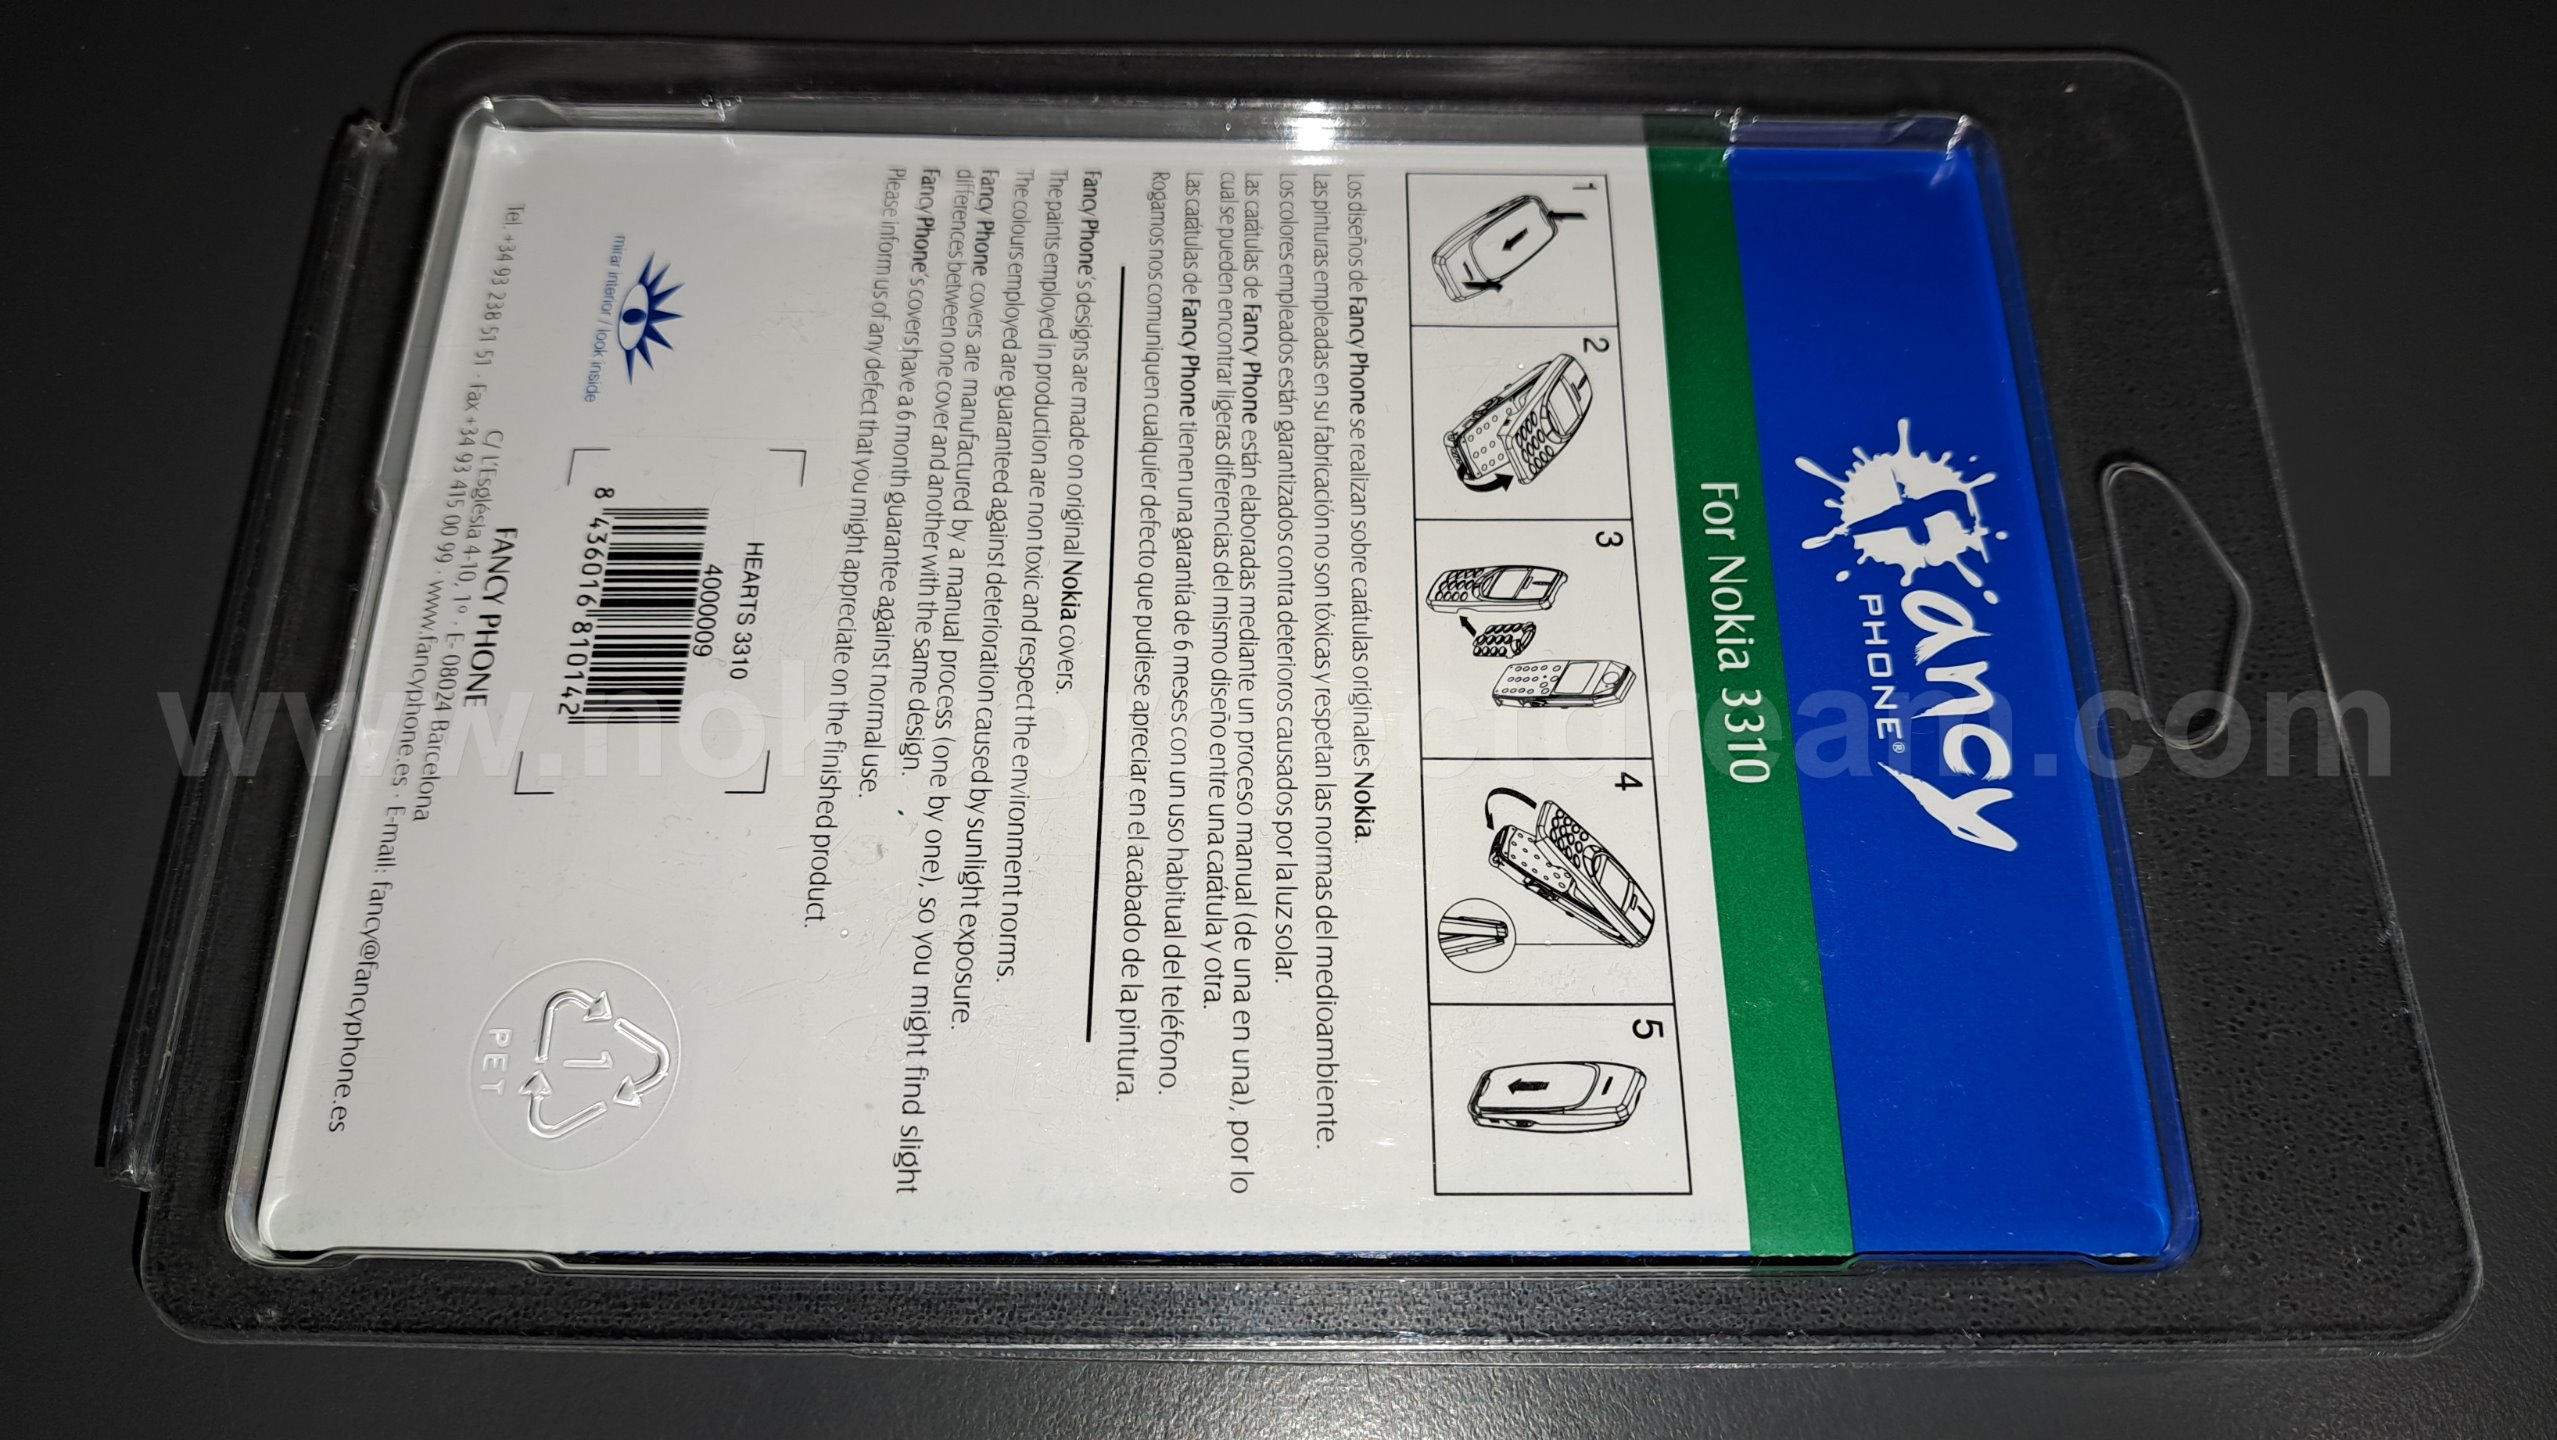 Fancy
PHONE®
For Nokia 3310
1 2 3 4 5
Los diseños de Fancy Phone se realizan sobre carátulas originales Nokia.
Las pinturas empleadas en su fabricación no son tóxicas y respetan las normas del medioambiente.
Los colores empleados están garantizados contra deterioros causados por la luz solar.
Las carátulas de Fancy Phone están elaboradas mediante un proceso manual (de una en una), por lo
cual se pueden encontrar ligeras diferencias del mismo diseño entre una carátula y otra.
Las carátulas de Fancy Phone tienen una garantía de 6 meses con un uso habitual del teléfono.
Rogamos nos comuniquen cualquier defecto que pudiese apreciar en el acabado de la pintura.
Fancy Phone's designs are made on original Nokia covers.
The paints employed in production are non toxic and respect the environment norms.
The colours employed are guaranteed against deterioration caused by sunlight exposure.
Fancy Phone covers are manufactured by a manual process (one by one), so you might find slight
differences between one cover and another with the same design.
Fancy Phone's covers have a 6 month guarantee against normal use.
Please inform us of any defect that you might appreciate on the finished product.
mirar interior / look inside
HEARTS 3310
4000009
8 436016 810142
1
PET
FANCY PHONE
C/ L'Església 4-10, 1º · E- 08024 Barcelona
Tel. +34 93 238 51 51 · Fax +34 93 415 00 99 · www.fancyphone.es · E-mail: fancy@fancyphone.es
www.nokiaprojectdream.com